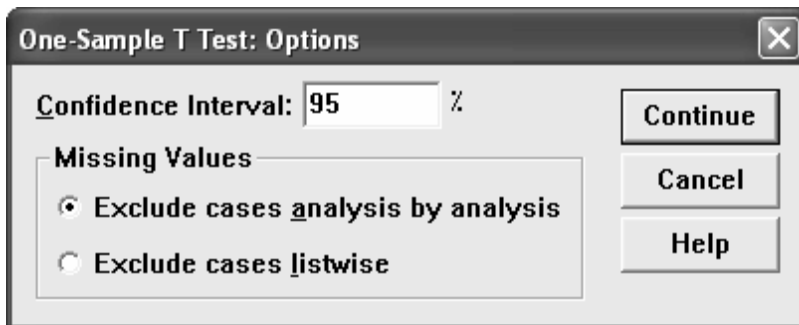 One-Sample T Test: Options
Confidence Interval: 95 %
Continue
Missing Values
Cancel
Exclude cases analysis by analysis
Help
Exclude cases listwise